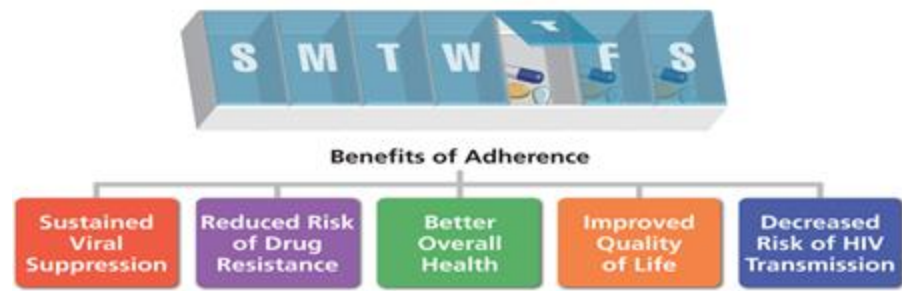 S M T W T F S
Benefits of Adherence
Sustained
Viral
Suppression
Reduced Risk
of Drug
Resistance
Better
Overall
Health
Improved
Quality
of Life
Decreased
Risk of HIV
Transmission